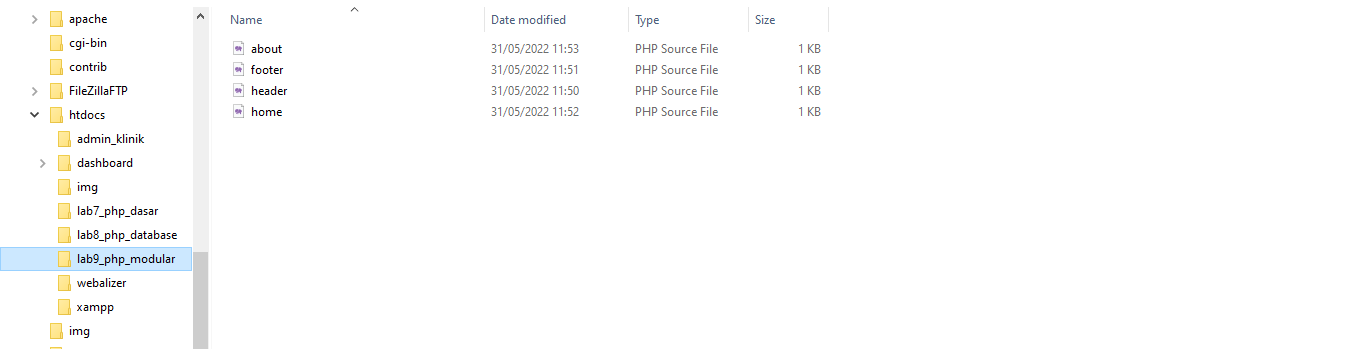 apache
cgi-bin
contrib
FileZillaFTP
htdocs
admin_klinik
dashboard
img
lab7_php_dasar
lab8_php_database
lab9_php_modular
webalizer
xampp
img
Name Date modified Type Size
about 31/05/2022 11:53 PHP Source File 1 KB
footer 31/05/2022 11:51 PHP Source File 1 KB
header 31/05/2022 11:50 PHP Source File 1 KB
home 31/05/2022 11:52 PHP Source File 1 KB